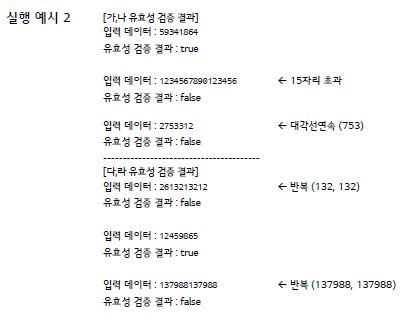 실행 예시 2
[가,나 유효성 검증 결과]
입력 데이터 : 59341864
유효성 검증 결과 : true
입력 데이터 : 1234567890123456 ← 15자리 초과
유효성 검증 결과 : false
입력 데이터 : 2753312 ← 대각선연속 (753)
유효성 검증 결과 : false
----------------------------------------
[다,라 유효성 검증 결과]
입력 데이터 : 2613213212 ← 반복 (132, 132)
유효성 검증 결과 : false
입력 데이터 : 12459865
유효성 검증 결과 : true
입력 데이터 : 137988137988 ← 반복 (137988, 137988)
유효성 검증 결과 : false